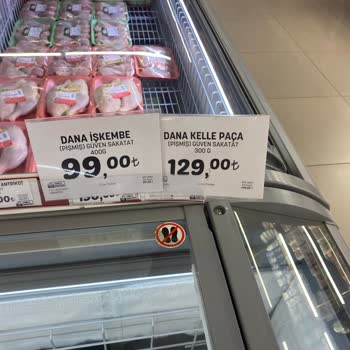 DANA İŞKEMBE
(PİŞMİŞ) GÜVEN SAKATAT
400G
99,00₺
DANA KELLE PAÇA
(PİŞMİŞ) GÜVEN SAKATAT
300 G
129,00₺